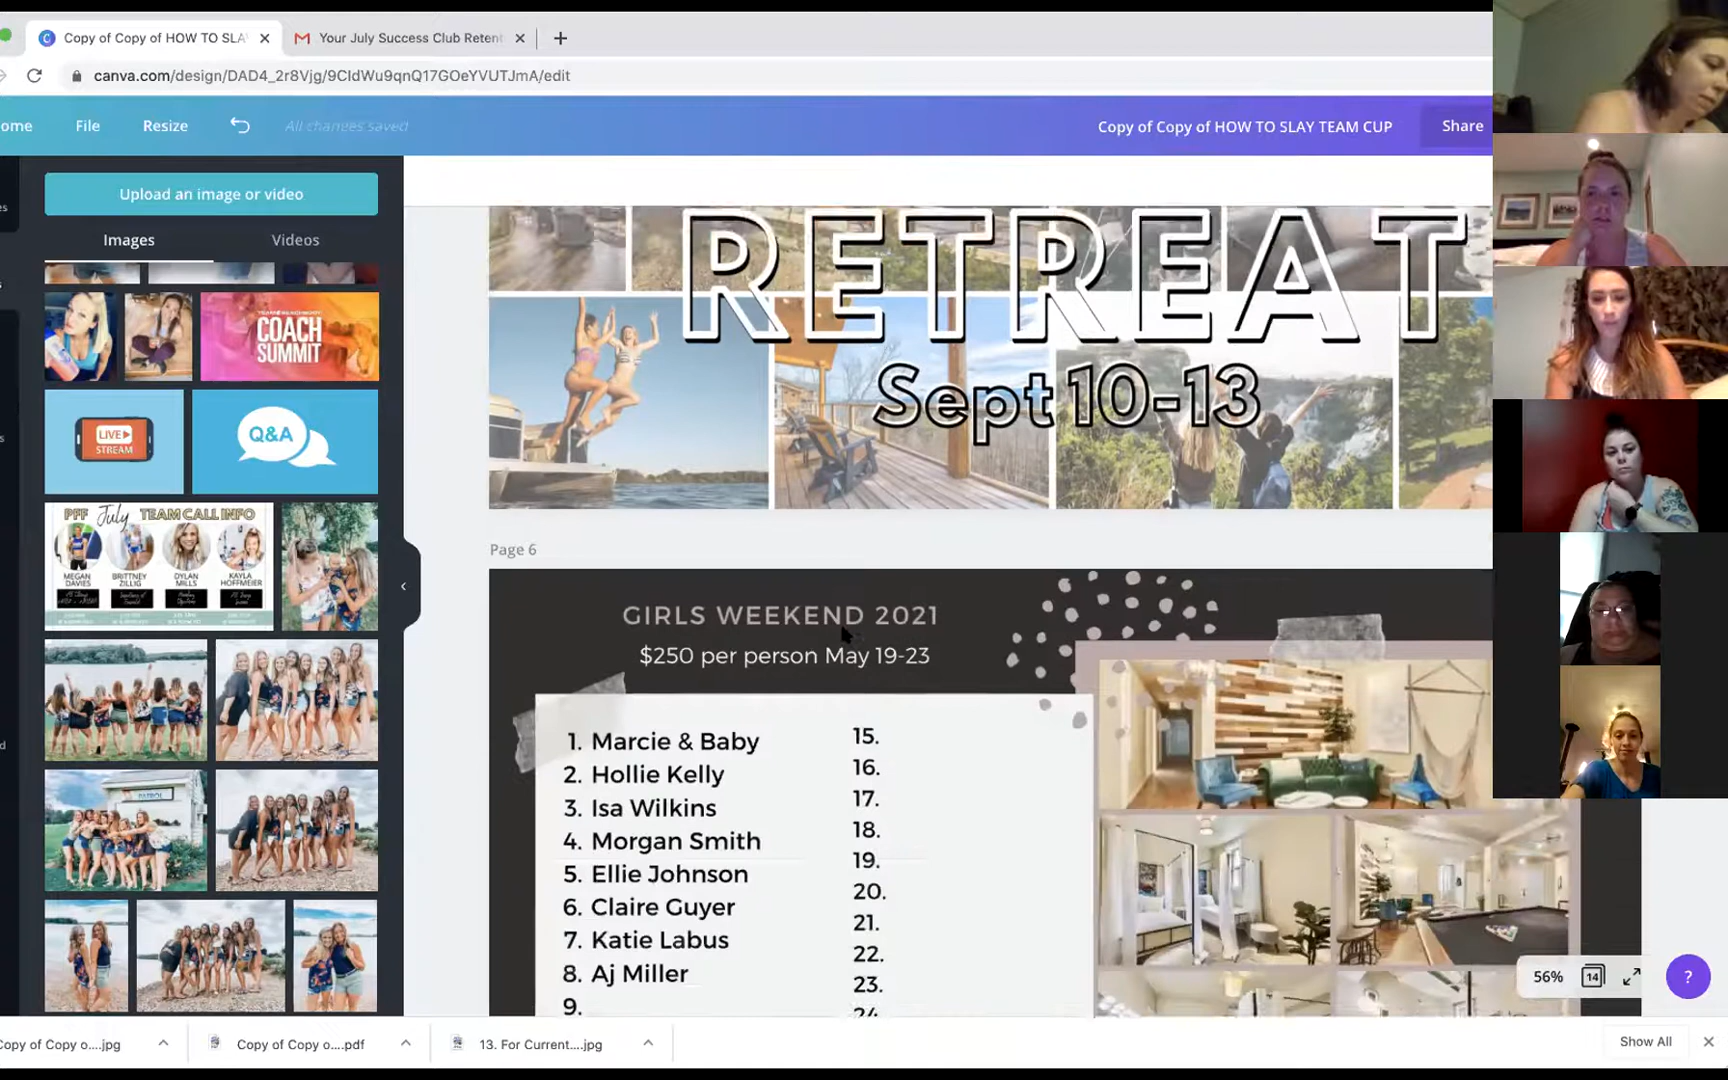 Copy of Copy of HOW TO SLA
Your July Success Club Reten
canva.com/design/DAD4_2r8Vjg/9CIdWu9qnQ17GOeYVUTJmA/edit
ome
File
Resize
All changes saved
Copy of Copy of HOW TO SLAY TEAM CUP
Share
Upload an image or video
Images
Videos
COACH
SUMMIT
LIVE
STREAM
Q&A
PFF July TEAM CALL INFO
MEGAN
DAVIES
BRITTNEY
ZILLIG
DYLAN
MILLS
KAYLA
HOFFMEIER
PATROL
RETREAT
Sept 10-13
Page 6
GIRLS WEEKEND 2021
$250 per person May 19-23
1. Marcie & Baby
2. Hollie Kelly
3. Isa Wilkins
4. Morgan Smith
5. Ellie Johnson
6. Claire Guyer
7. Katie Labus
8. Aj Miller
9.
15.
16.
17.
18.
19.
20.
21.
22.
23.
24.
56%
14
?
Copy of Copy o....jpg
Copy of Copy o....pdf
13. For Current....jpg
Show All